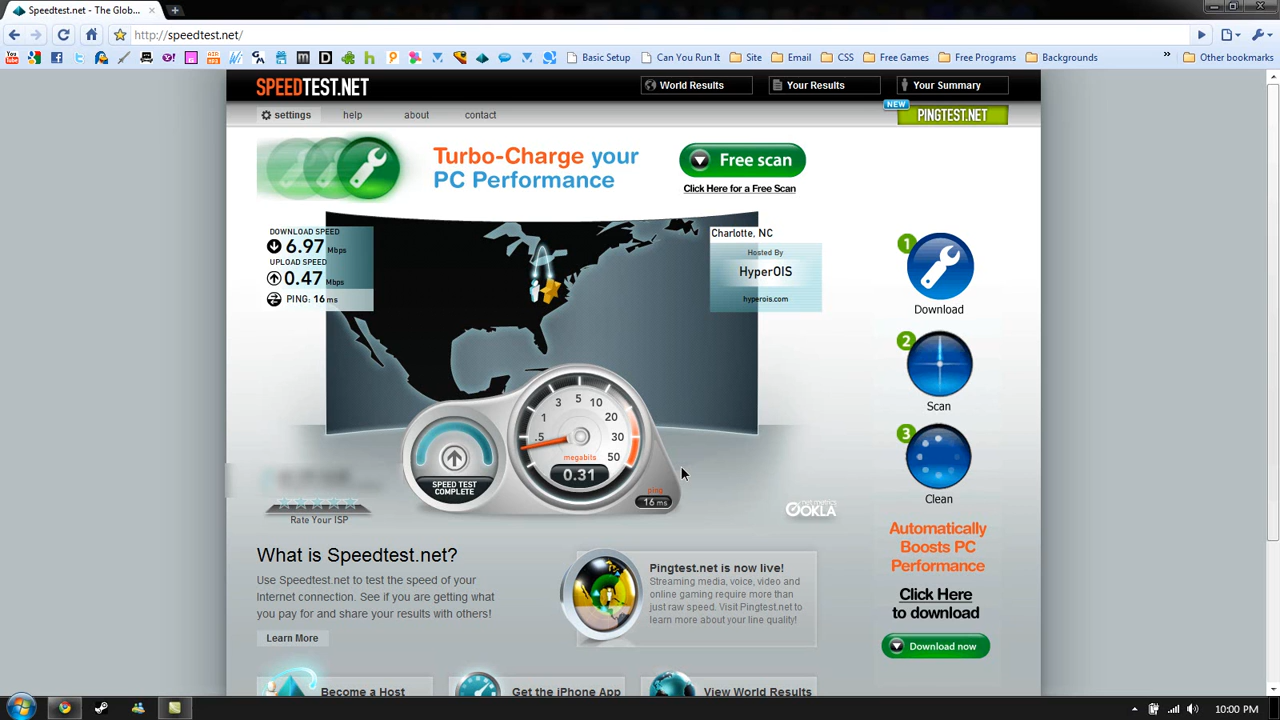 Speedtest.net - The Glob...
http://speedtest.net/
Basic Setup
Can You Run It
Site
Email
CSS
Free Games
Free Programs
Backgrounds
»
Other bookmarks
SPEEDTEST.NET
World Results
Your Results
Your Summary
settings
help
about
contact
NEW
PINGTEST.NET
Turbo-Charge your
PC Performance
Free scan
Click Here for a Free Scan
DOWNLOAD SPEED
6.97 Mbps
UPLOAD SPEED
0.47 Mbps
PING: 16 ms
Charlotte, NC
Hosted By
HyperOIS
hyperois.com
1
Download
2
Scan
3
Clean
.5
1
3
5
10
20
30
50
megabits
0.31
SPEED TEST
COMPLETE
ping
16 ms
Rate Your ISP
net metrics
OOKLA
Automatically
Boosts PC
Performance
Click Here
to download
Download now
What is Speedtest.net?
Use Speedtest.net to test the speed of your
Internet connection. See if you are getting what
you pay for and share your results with others!
Learn More
Pingtest.net is now live!
Streaming media, voice, video and
online gaming require more than
just raw speed. Visit Pingtest.net to
learn more about your line quality!
Become a Host
Get the iPhone App
View World Results
10:00 PM